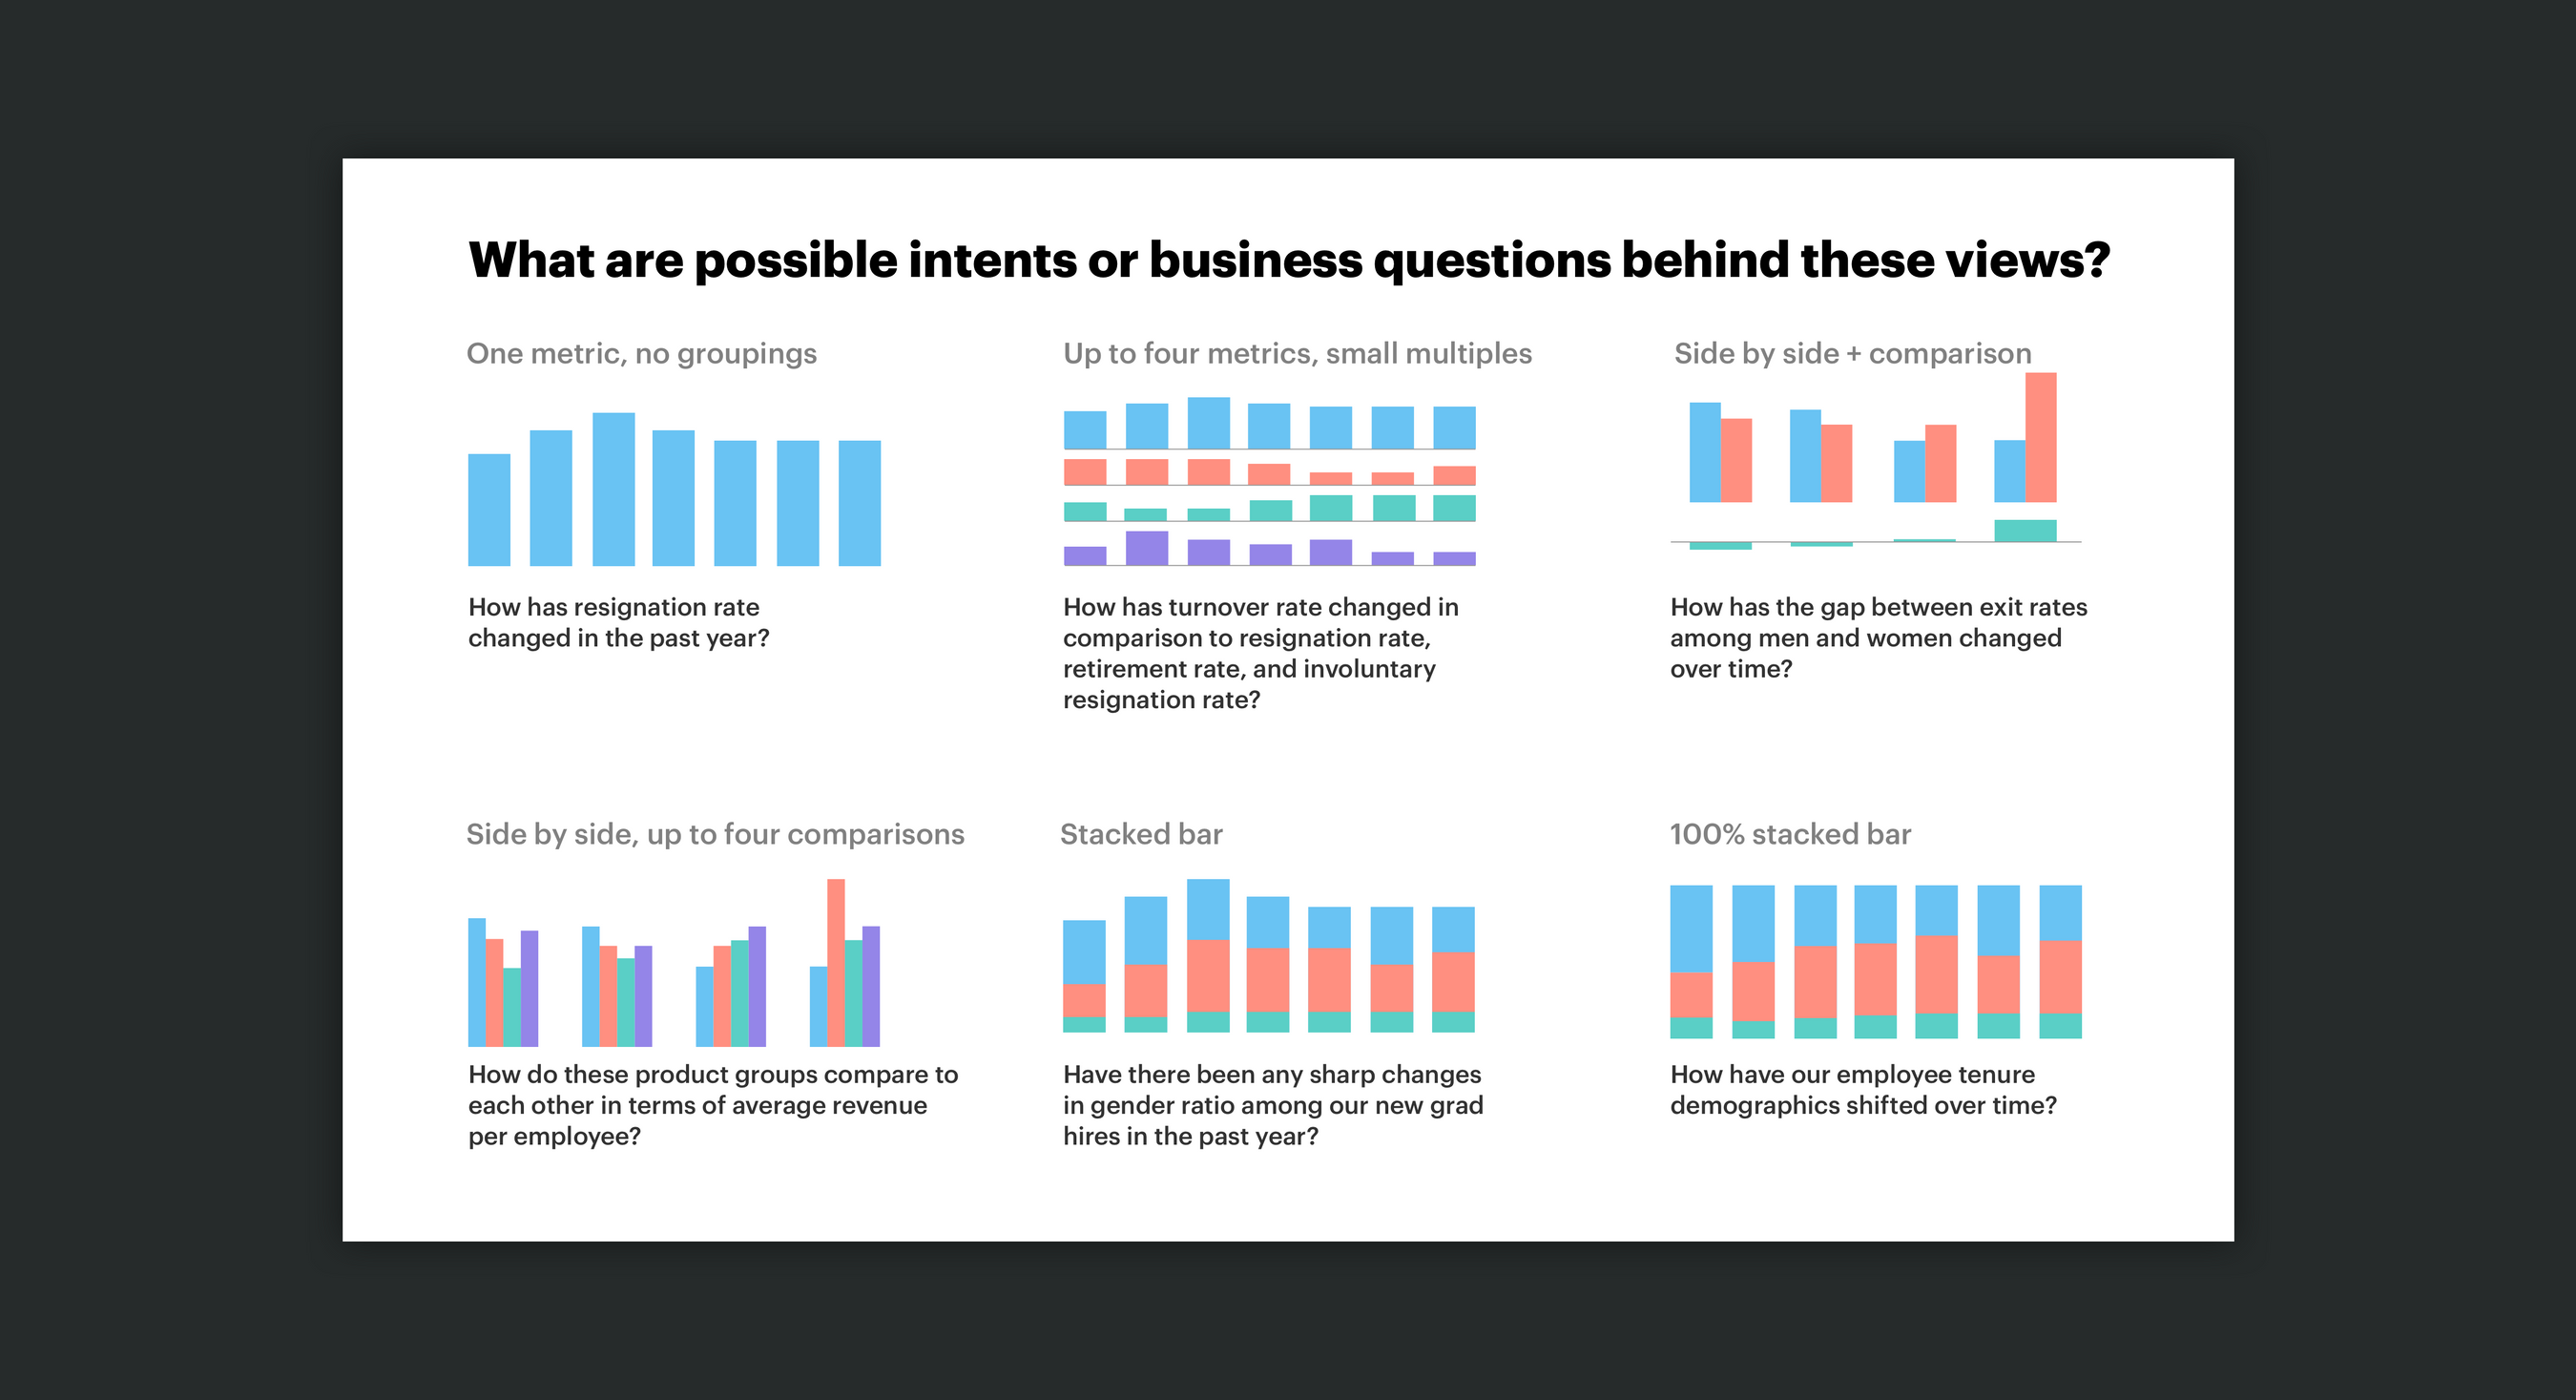 What are possible intents or business questions behind these views?
One metric, no groupings
How has resignation rate
changed in the past year?
Up to four metrics, small multiples
How has turnover rate changed in
comparison to resignation rate,
retirement rate, and involuntary
resignation rate?
Side by side + comparison
How has the gap between exit rates
among men and women changed
over time?
Side by side, up to four comparisons
How do these product groups compare to
each other in terms of average revenue
per employee?
Stacked bar
Have there been any sharp changes
in gender ratio among our new grad
hires in the past year?
100% stacked bar
How have our employee tenure
demographics shifted over time?